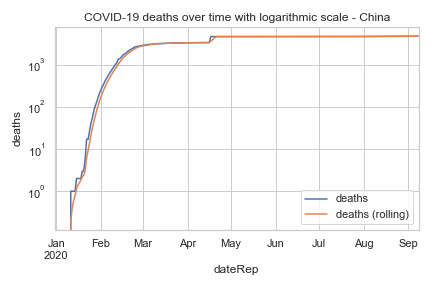 COVID-19 deaths over time with logarithmic scale - China
deaths
10³
10²
10¹
10⁰
deaths
deaths (rolling)
Jan Feb Mar Apr May Jun Jul Aug Sep
2020
dateRep